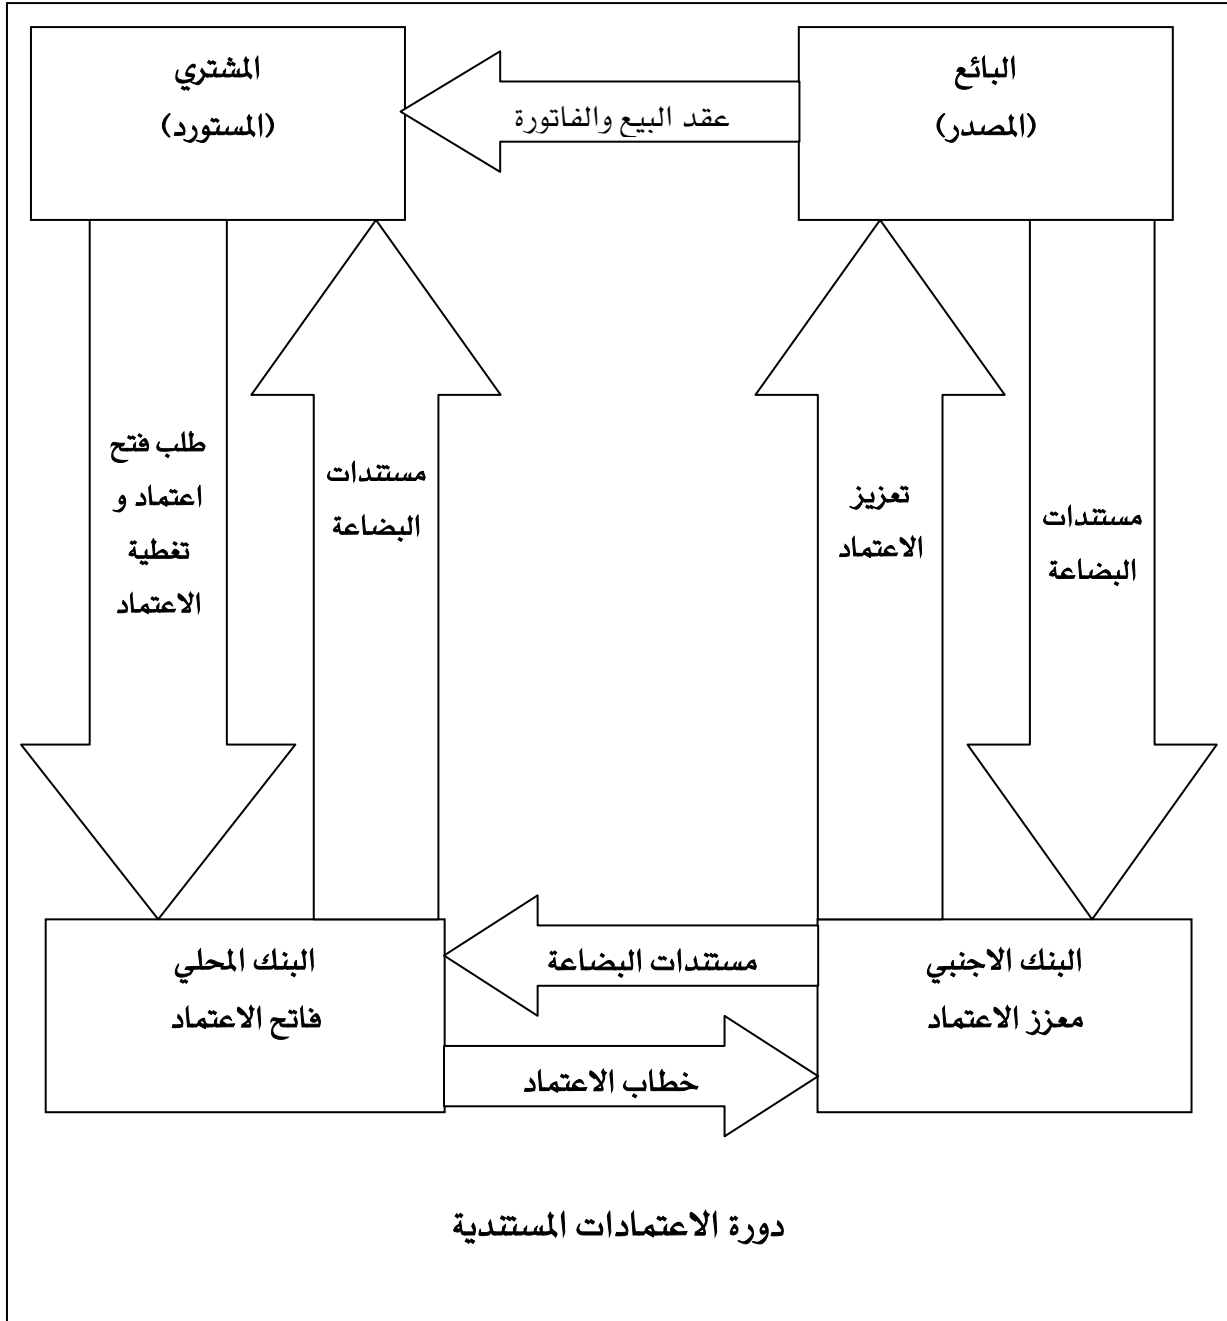 البائع
(المصدر)
عقد البيع والفاتورة
المشتري
(المستورد)
مستندات
البضاعة
تعزيز
الاعتماد
مستندات
البضاعة
طلب فتح
اعتماد و
تغطية
الاعتماد
البنك الاجنبي
معزز الاعتماد
مستندات البضاعة
خطاب الاعتماد
البنك المحلي
فاتح الاعتماد
دورة الاعتمادات المستندية